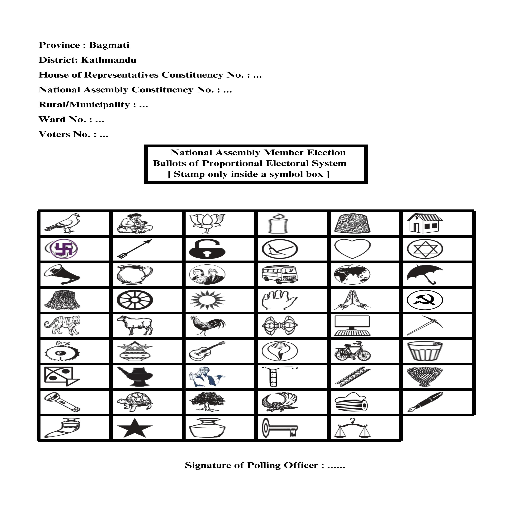 Province : Bagmati
District: Kathmandu
House of Representatives Constituency No. : ...
National Assembly Constituency No. : ...
Rural/Municipality : ...
Ward No. : ...
Voters No. : ...
National Assembly Member Election
Ballots of Proportional Electoral System
[ Stamp only inside a symbol box ]
Signature of Polling Officer : ......